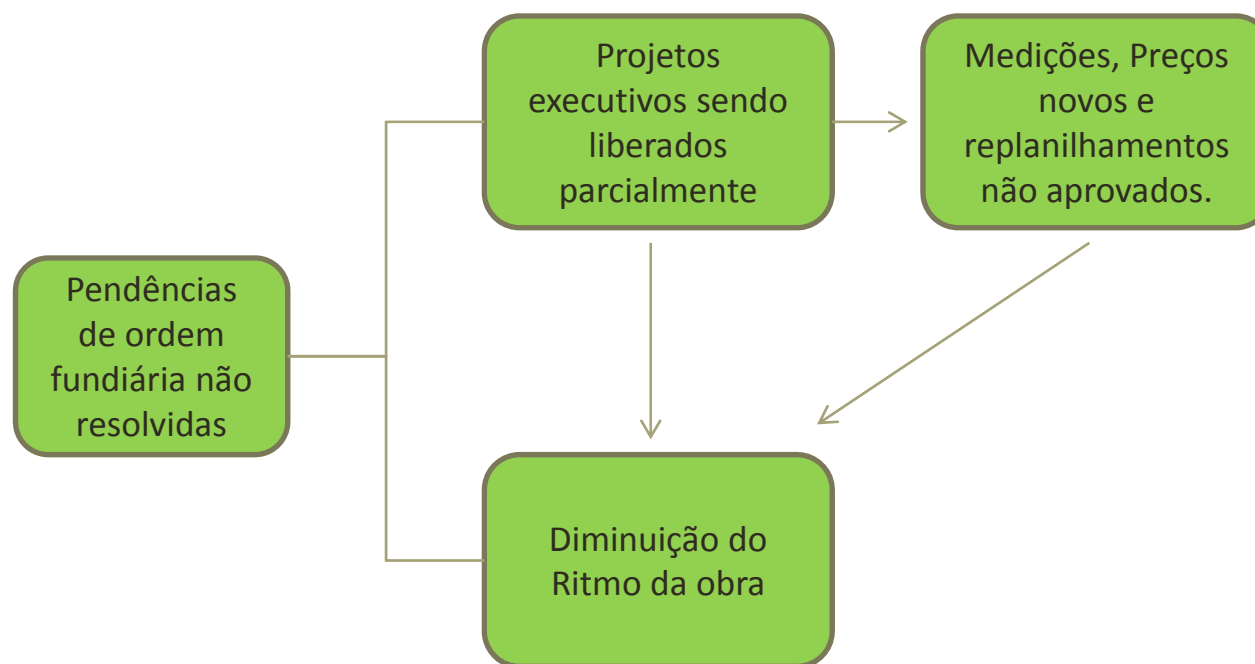 Projetos
executivos sendo
liberados
parcialmente
Medições, Preços
novos e
replanilhamentos
não aprovados.
Pendências
de ordem
fundiária não
resolvidas
Diminuição do
Ritmo da obra